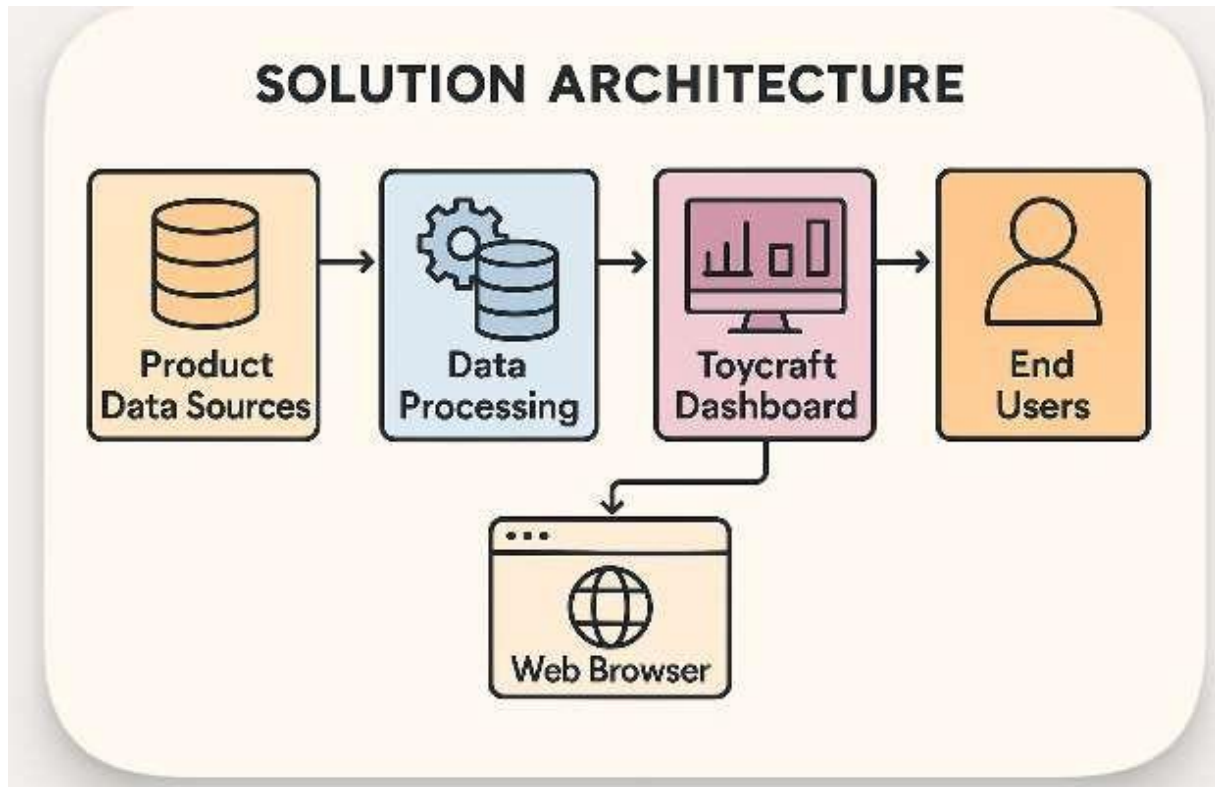 SOLUTION ARCHITECTURE
Product
Data Sources
Data
Processing
Toycraft
Dashboard
End
Users
Web Browser